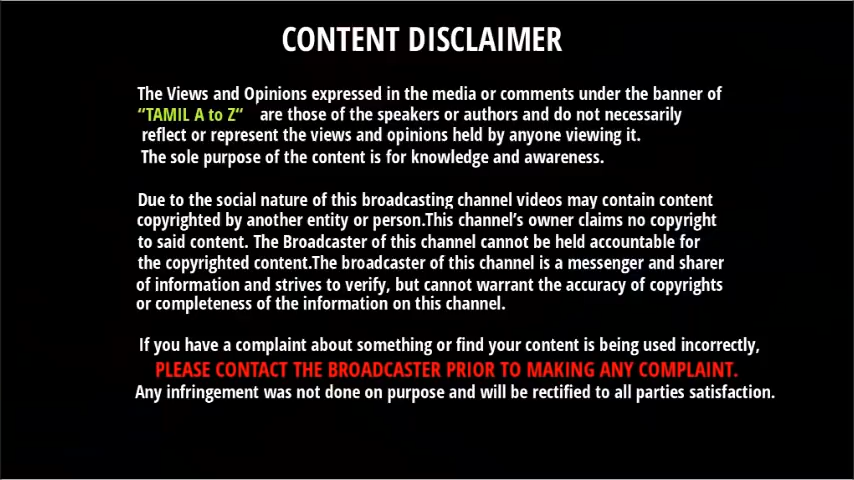 CONTENT DISCLAIMER
The Views and Opinions expressed in the media or comments under the banner of
“TAMIL A to Z” are those of the speakers or authors and do not necessarily
reflect or represent the views and opinions held by anyone viewing it.
The sole purpose of the content is for knowledge and awareness.
Due to the social nature of this broadcasting channel videos may contain content
copyrighted by another entity or person.This channel’s owner claims no copyright
to said content. The Broadcaster of this channel cannot be held accountable for
the copyrighted content.The broadcaster of this channel is a messenger and sharer
of information and strives to verify, but cannot warrant the accuracy of copyrights
or completeness of the information on this channel.
If you have a complaint about something or find your content is being used incorrectly,
PLEASE CONTACT THE BROADCASTER PRIOR TO MAKING ANY COMPLAINT.
Any infringement was not done on purpose and will be rectified to all parties satisfaction.